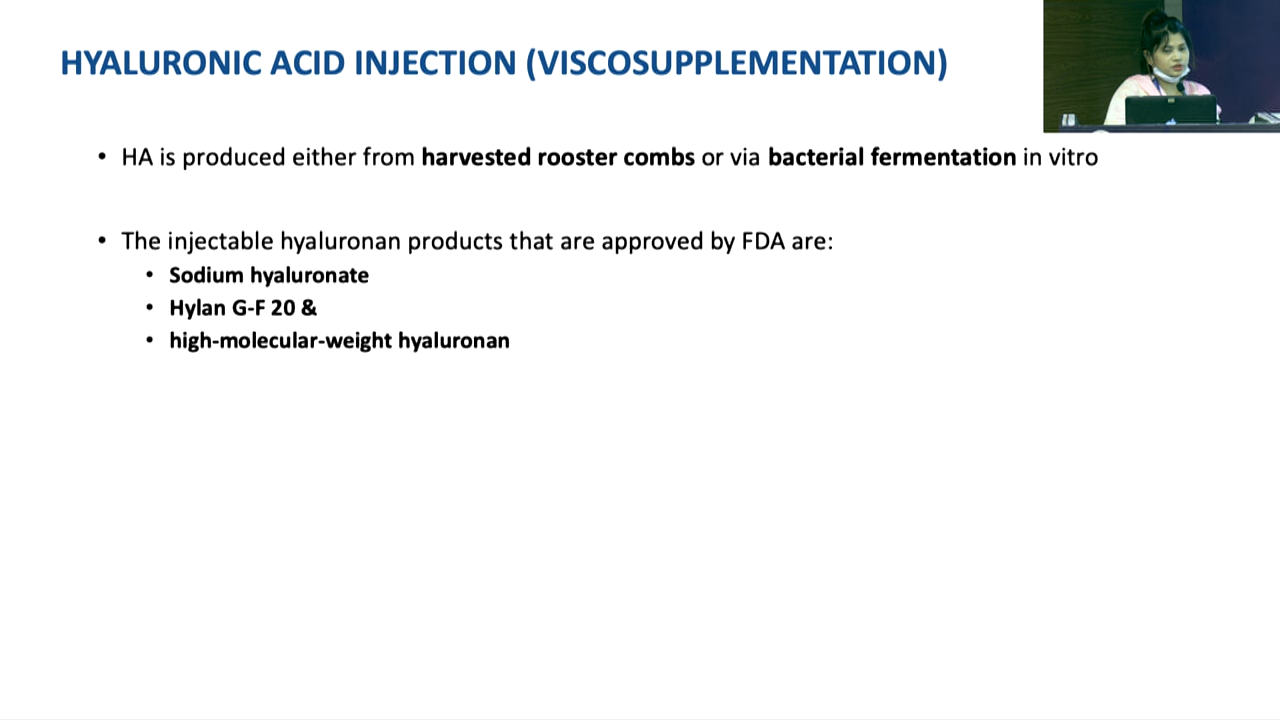 HYALURONIC ACID INJECTION (VISCOSUPPLEMENTATION)
• HA is produced either from harvested rooster combs or via bacterial fermentation in vitro
• The injectable hyaluronan products that are approved by FDA are:
• Sodium hyaluronate
• Hylan G-F 20 &
• high-molecular-weight hyaluronan